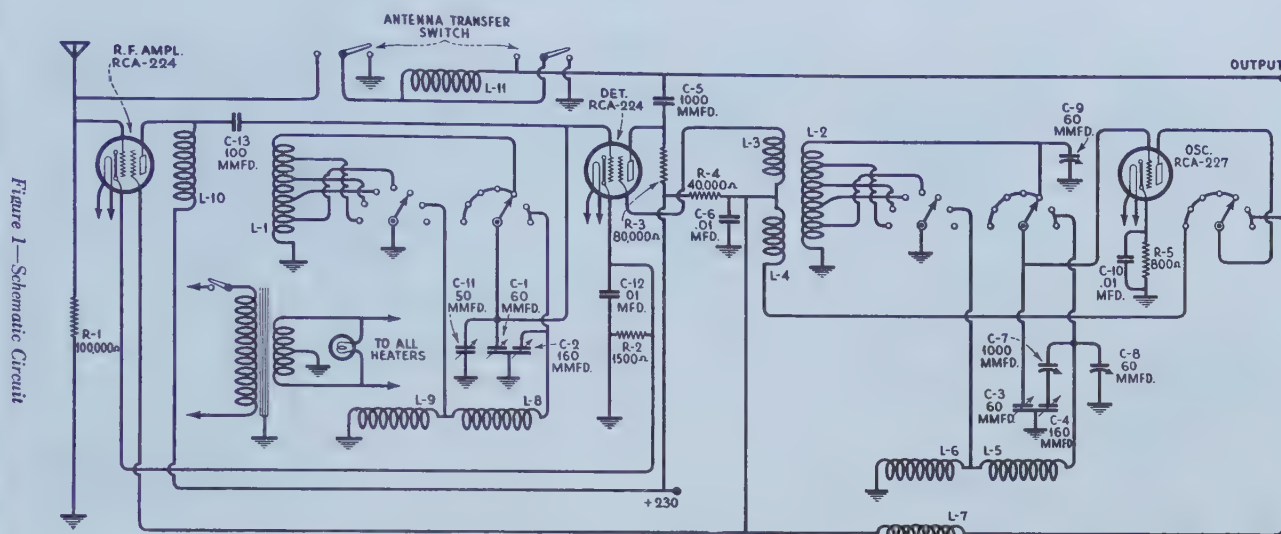 ANTENNA TRANSFER
SWITCH
R.F. AMPL.
RCA-224
L-11
OUTPUT
DET.
RCA-224
C-5
1000
MMFD.
C-9
60
MMFD.
OSC.
RCA-227
C-13
100
MMFD.
L-10
L-1
L-3
L-2
R-4
40,000Ω
C-6
.01
MFD.
R-3
80,000Ω
L-4
R-5
800Ω
C-10
.01
MFD.
R-1
100,000Ω
TO ALL
HEATERS
C-11
50
MMFD.
C-1
60
MMFD.
C-2
160
MMFD.
C-12
.01
MFD.
R-2
1500Ω
C-7
1000
MMFD.
C-8
60
MMFD.
C-3
60
MMFD.
C-4
160
MMFD.
L-9
L-8
L-6
L-5
+230
L-7
Figure 1—Schematic Circuit